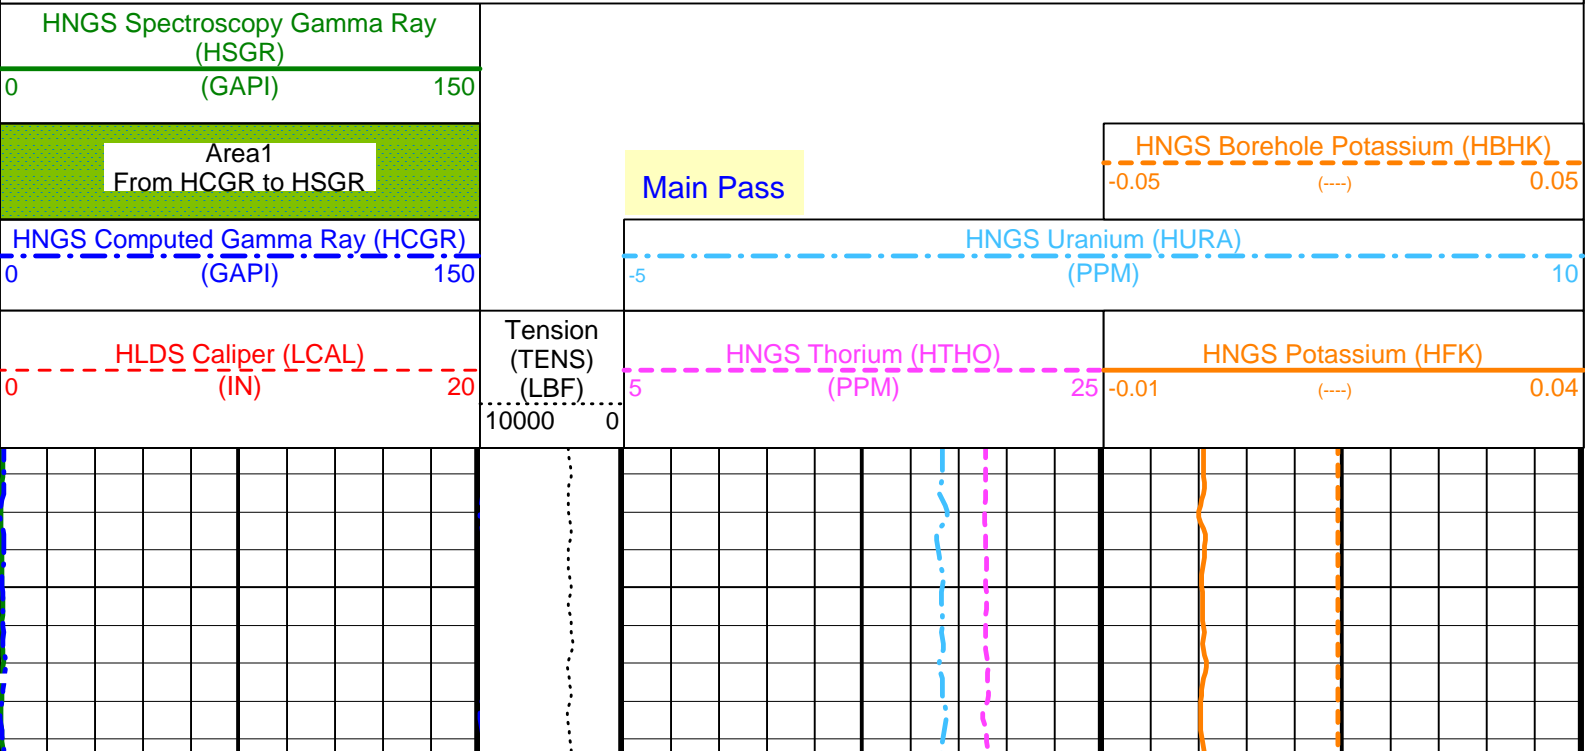 HNGS Spectroscopy Gamma Ray
(HSGR)
0 (GAPI) 150
Area1
From HCGR to HSGR
HNGS Computed Gamma Ray (HCGR)
0 (GAPI) 150
HLDS Caliper (LCAL)
0 (IN) 20
Tension
(TENS)
(LBF)
10000 0
Main Pass
HNGS Borehole Potassium (HBHK)
-0.05 (----) 0.05
HNGS Uranium (HURA)
-5 (PPM) 10
HNGS Thorium (HTHO)
5 (PPM) 25
HNGS Potassium (HFK)
-0.01 (----) 0.04